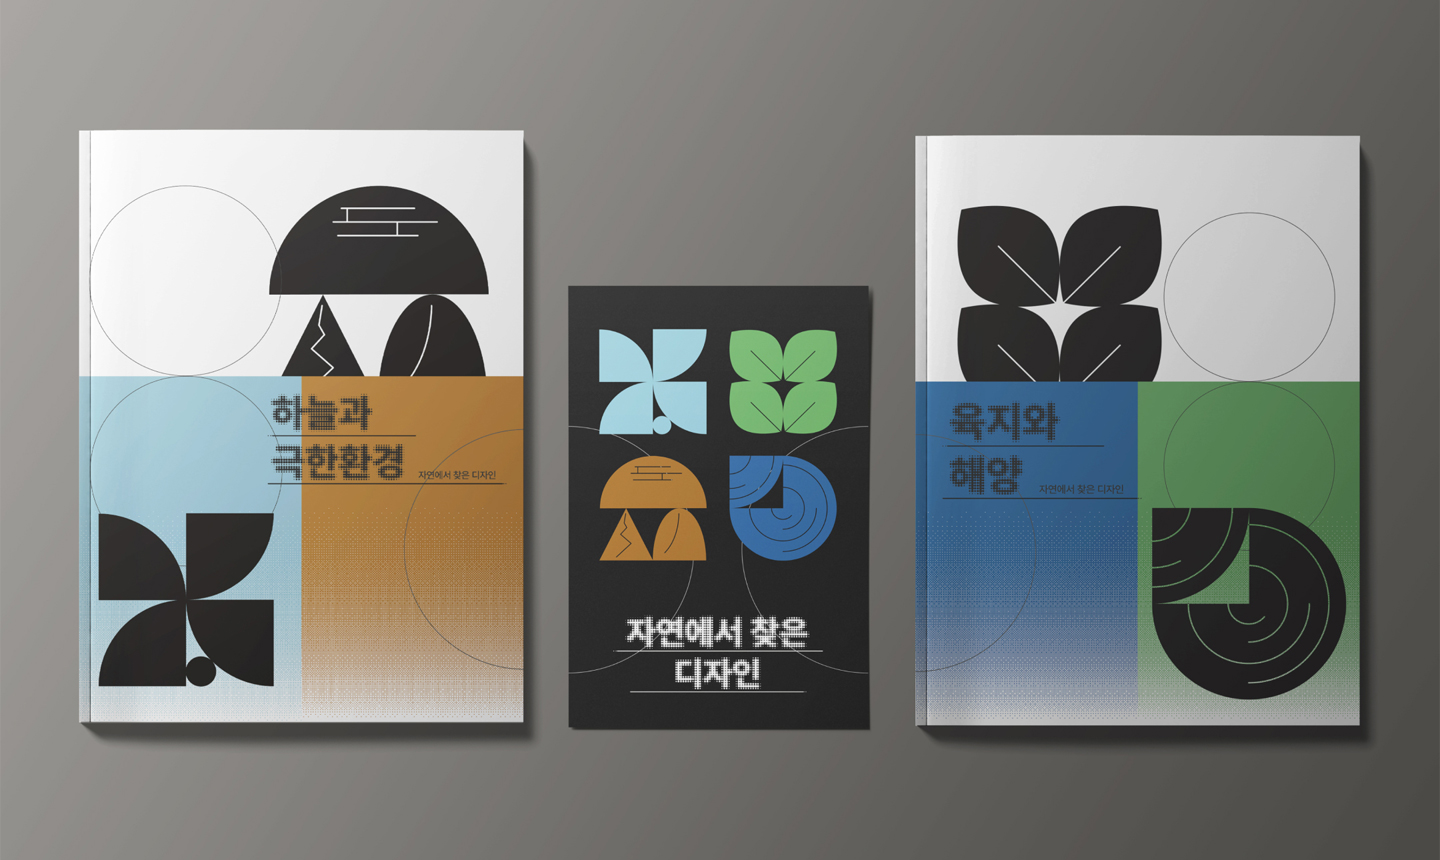 하늘과
극한환경
자연에서 찾은 디자인
자연에서 찾은
디자인
육지와
해양
자연에서 찾은 디자인